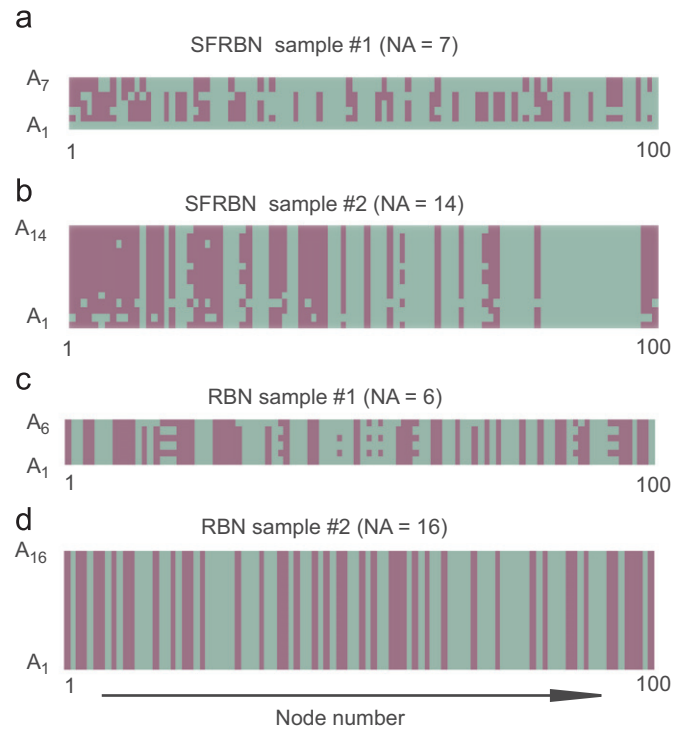 a
SFRBN sample #1 (NA = 7)
A7
A1
1 100
b
SFRBN sample #2 (NA = 14)
A14
A1
1 100
c
RBN sample #1 (NA = 6)
A6
A1
1 100
d
RBN sample #2 (NA = 16)
A16
A1
1 100
Node number